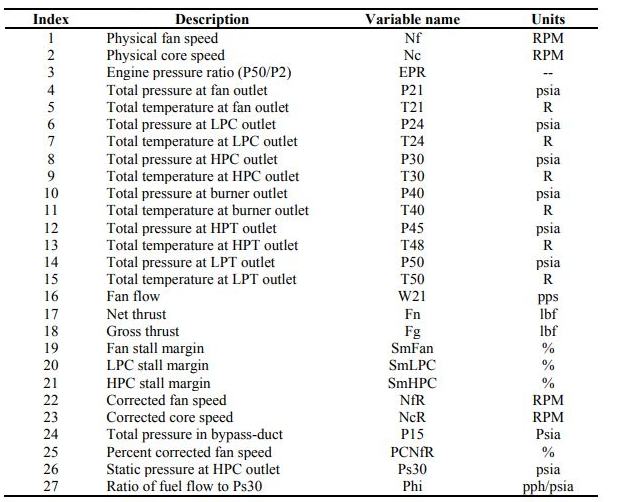 Index Description Variable name Units
1 Physical fan speed Nf RPM
2 Physical core speed Nc RPM
3 Engine pressure ratio (P50/P2) EPR --
4 Total pressure at fan outlet P21 psia
5 Total temperature at fan outlet T21 R
6 Total pressure at LPC outlet P24 psia
7 Total temperature at LPC outlet T24 R
8 Total pressure at HPC outlet P30 psia
9 Total temperature at HPC outlet T30 R
10 Total pressure at burner outlet P40 psia
11 Total temperature at burner outlet T40 R
12 Total pressure at HPT outlet P45 psia
13 Total temperature at HPT outlet T48 R
14 Total pressure at LPT outlet P50 psia
15 Total temperature at LPT outlet T50 R
16 Fan flow W21 pps
17 Net thrust Fn lbf
18 Gross thrust Fg lbf
19 Fan stall margin SmFan %
20 LPC stall margin SmLPC %
21 HPC stall margin SmHPC %
22 Corrected fan speed NfR RPM
23 Corrected core speed NcR RPM
24 Total pressure in bypass-duct P15 Psia
25 Percent corrected fan speed PCNfR %
26 Static pressure at HPC outlet Ps30 psia
27 Ratio of fuel flow to Ps30 Phi pph/psia